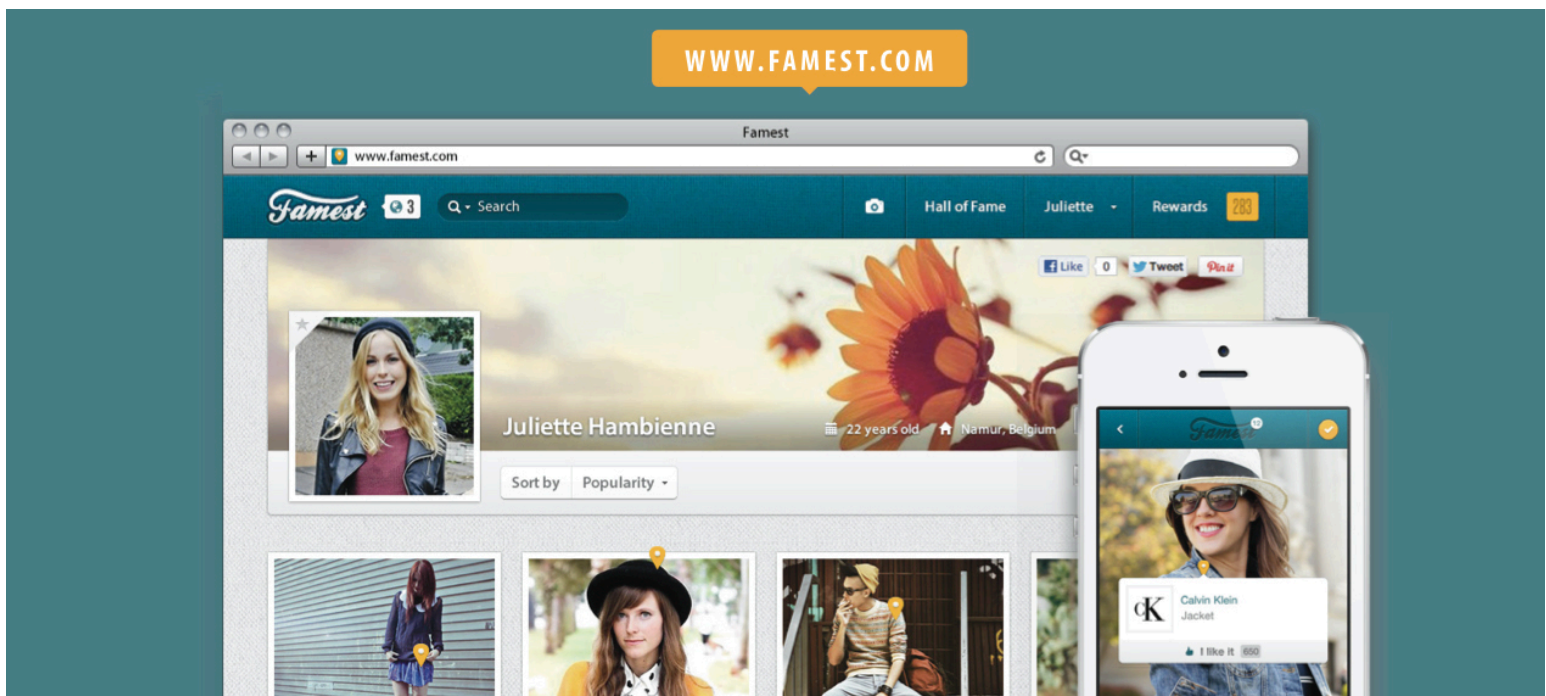 WWW.FAMEST.COM
Famest
www.famest.com
Famest 3 Search Hall of Fame Juliette Rewards 283
Like 0 Tweet Pin it
Juliette Hambienne 22 years old Namur, Belgium
Sort by Popularity
Famest 12
cK Calvin Klein
Jacket
I like it 650